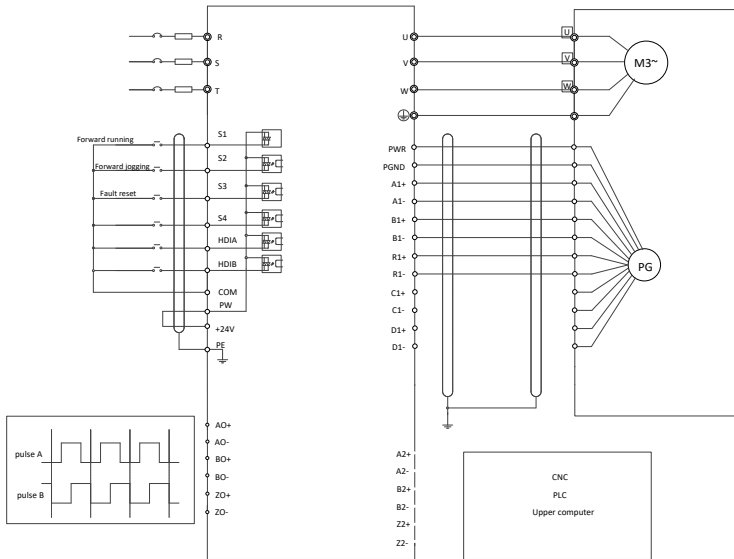 R
S
T
U
V
W
U
V
W
M3~
Forward running
Forward jogging
Fault reset
S1
S2
S3
S4
HDIA
HDIB
COM
PW
+24V
PE
PWR
PGND
A1+
A1-
B1+
B1-
R1+
R1-
C1+
C1-
D1+
D1-
PG
pulse A
pulse B
AO+
AO-
BO+
BO-
ZO+
ZO-
A2+
A2-
B2+
B2-
Z2+
Z2-
CNC
PLC
Upper computer